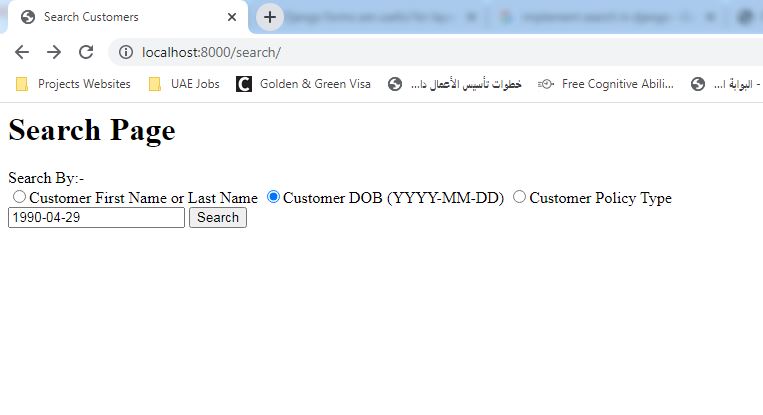 Search Customers
localhost:8000/search/
Projects Websites UAE Jobs Golden & Green Visa خطوات تأسيس الأعمال دا... Free Cognitive Abili... البوابة ا... -
Search Page
Search By:-
Customer First Name or Last Name Customer DOB (YYYY-MM-DD) Customer Policy Type
1990-04-29 Search